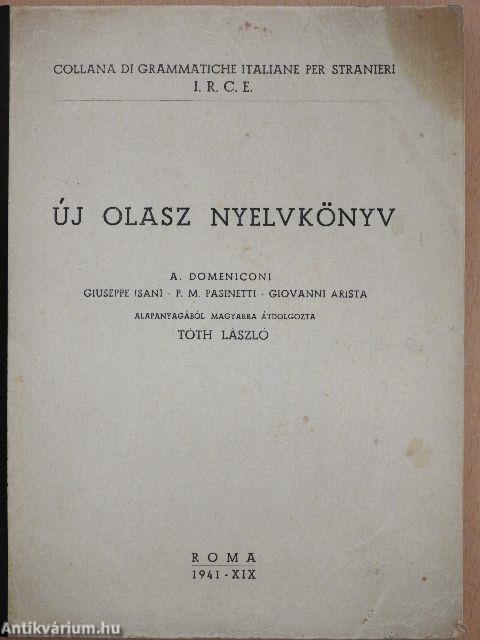 COLLANA DI GRAMMATICHE ITALIANE PER STRANIERI
I. R. C. E.
ÚJ OLASZ NYELVKÖNYV
A. DOMENICONI
GIUSEPPE ISANI - P. M. PASINETTI - GIOVANNI ARISTA
ALAPANYAGÁBÓL MAGYARRA ÁTDOLGOZTA
TÓTH LÁSZLÓ
ROMA
1941 - XIX
Antikvárium.hu